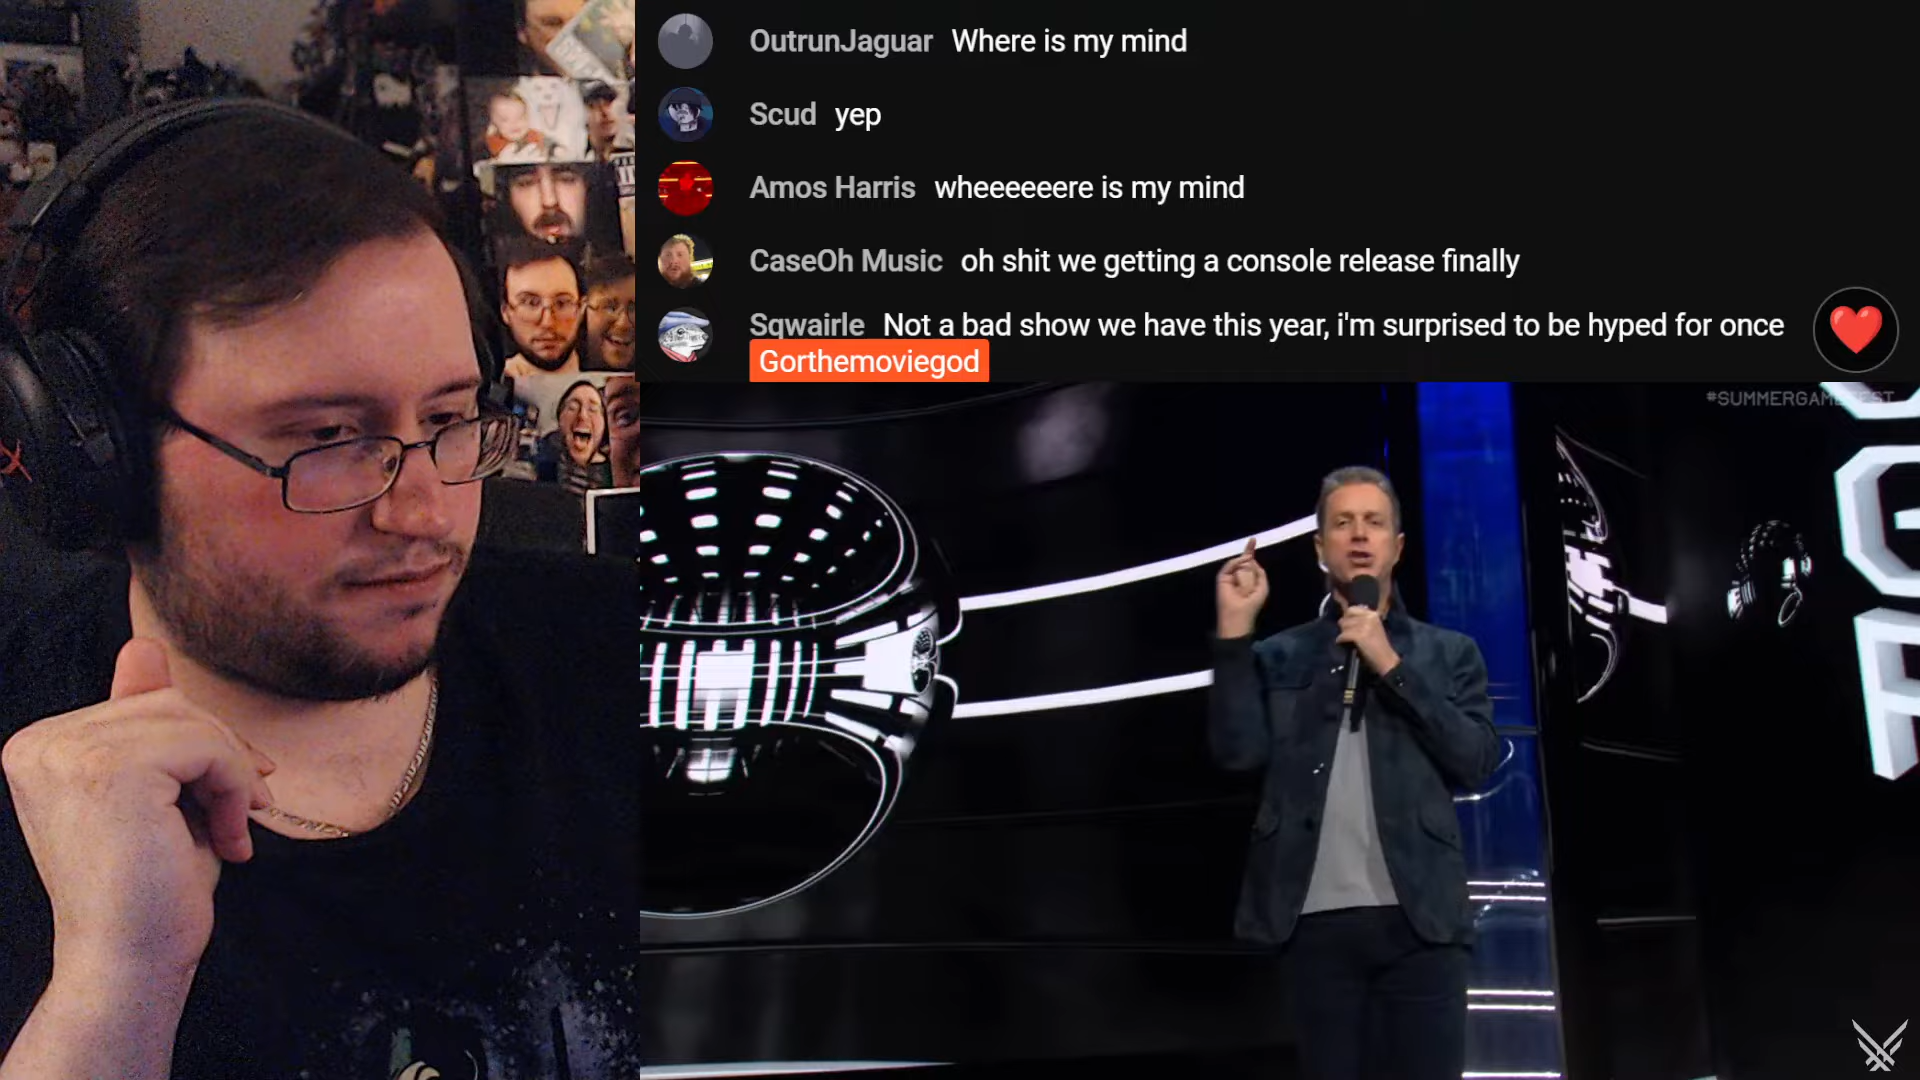 OutrunJaguar Where is my mind
Scud yep
Amos Harris wheeeeeere is my mind
CaseOh Music oh shit we getting a console release finally
Sqwairle Not a bad show we have this year, i'm surprised to be hyped for once
Gorthemoviegod
#SUMMERGAMEFEST